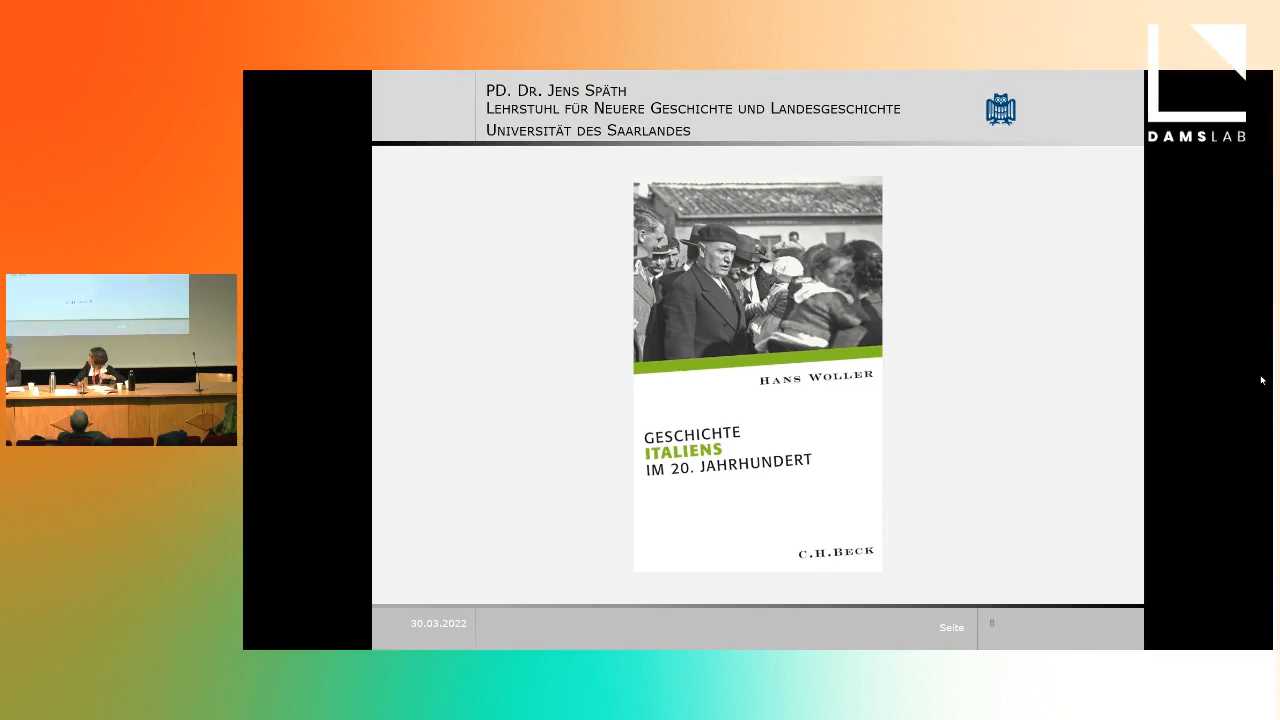 PD. Dr. Jens Späth
Lehrstuhl für Neuere Geschichte und Landesgeschichte
Universität des Saarlandes
DAMSLAB
Hans Woller
GESCHICHTE
ITALIENS
IM 20. JAHRHUNDERT
C.H.Beck
30.03.2022
Seite
8